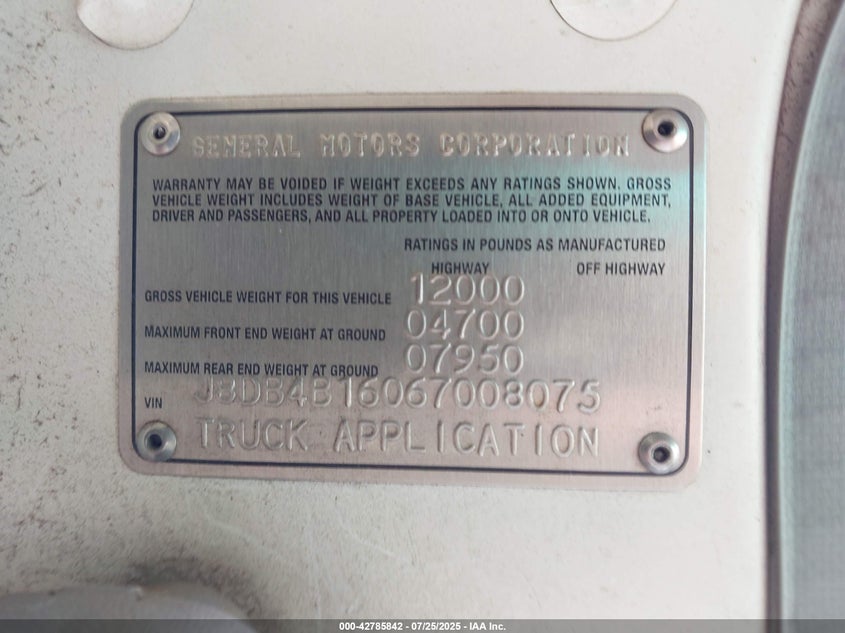 GENERAL MOTORS CORPORATION
WARRANTY MAY BE VOIDED IF WEIGHT EXCEEDS ANY RATINGS SHOWN. GROSS
VEHICLE WEIGHT INCLUDES WEIGHT OF BASE VEHICLE, ALL ADDED EQUIPMENT,
DRIVER AND PASSENGERS, AND ALL PROPERTY LOADED INTO OR ONTO VEHICLE.
RATINGS IN POUNDS AS MANUFACTURED
HIGHWAY OFF HIGHWAY
GROSS VEHICLE WEIGHT FOR THIS VEHICLE 12000
MAXIMUM FRONT END WEIGHT AT GROUND 04700
MAXIMUM REAR END WEIGHT AT GROUND 07950
VIN J8DB4B16067008075
TRUCK APPLICATION
000-42785842 - 07/25/2025 - IAA Inc.